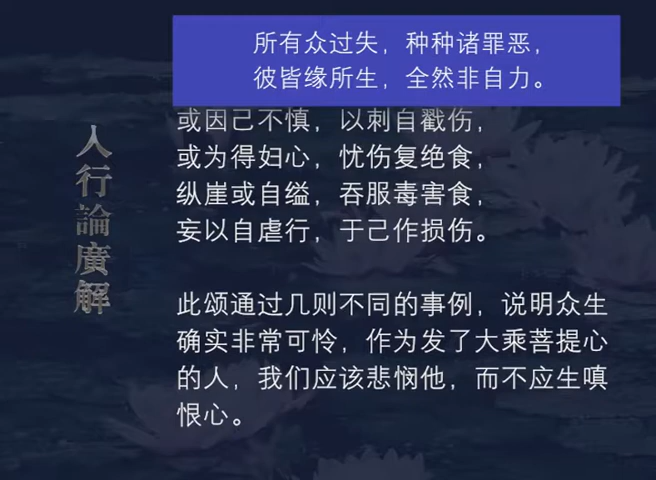 所有众过失，种种诸罪恶，
彼皆缘所生，全然非自力。
或因己不慎，以刺自戳伤，
或为得妇心，忧伤复绝食，
纵崖或自缢，吞服毒害食，
妄以自虐行，于己作损伤。
此颂通过几则不同的事例，说明众生
确实非常可怜，作为发了大乘菩提心
的人，我们应该悲悯他，而不应生嗔
恨心。
入行論廣解